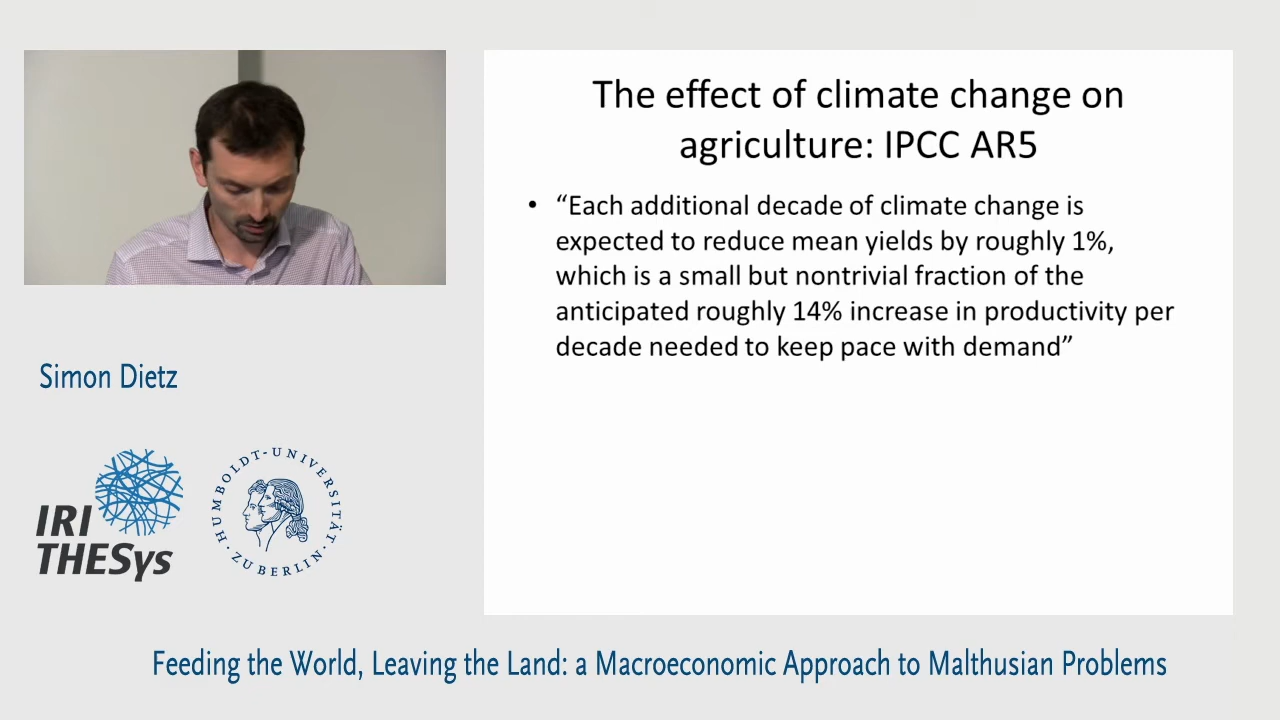 The effect of climate change on
agriculture: IPCC AR5
• “Each additional decade of climate change is
expected to reduce mean yields by roughly 1%,
which is a small but nontrivial fraction of the
anticipated roughly 14% increase in productivity per
decade needed to keep pace with demand”
Simon Dietz
IRI
THESys
HUMBOLDT-UNIVERSITÄT
ZU BERLIN
Feeding the World, Leaving the Land: a Macroeconomic Approach to Malthusian Problems